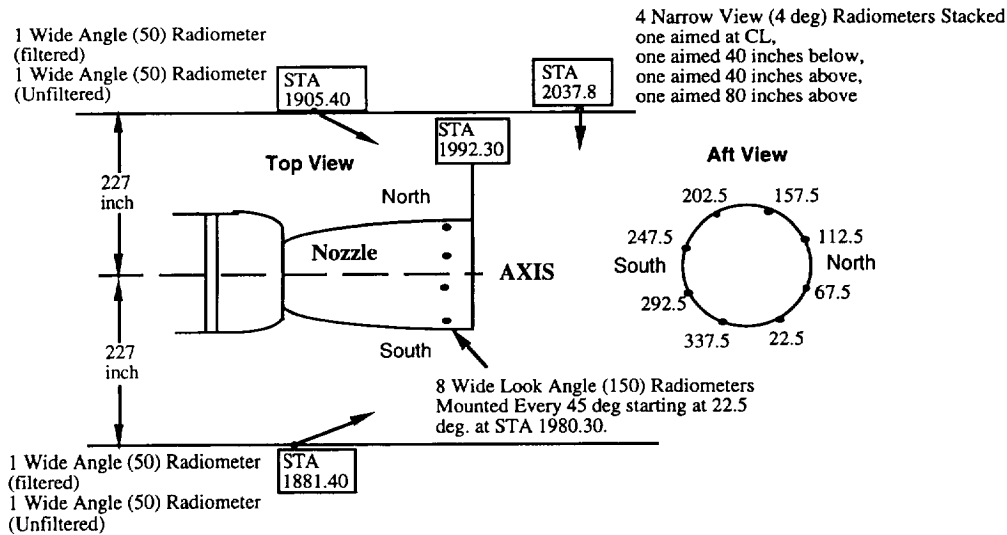 1 Wide Angle (50) Radiometer
(filtered)
1 Wide Angle (50) Radiometer
(Unfiltered)
STA
1905.40
STA
2037.8
4 Narrow View (4 deg) Radiometers Stacked
one aimed at CL,
one aimed 40 inches below,
one aimed 40 inches above,
one aimed 80 inches above
STA
1992.30
Top View
Aft View
227
inch
North
Nozzle
AXIS
South
227
inch
202.5
157.5
247.5
112.5
South
North
292.5
67.5
337.5
22.5
8 Wide Look Angle (150) Radiometers
Mounted Every 45 deg starting at 22.5
deg. at STA 1980.30.
1 Wide Angle (50) Radiometer
(filtered)
1 Wide Angle (50) Radiometer
(Unfiltered)
STA
1881.40